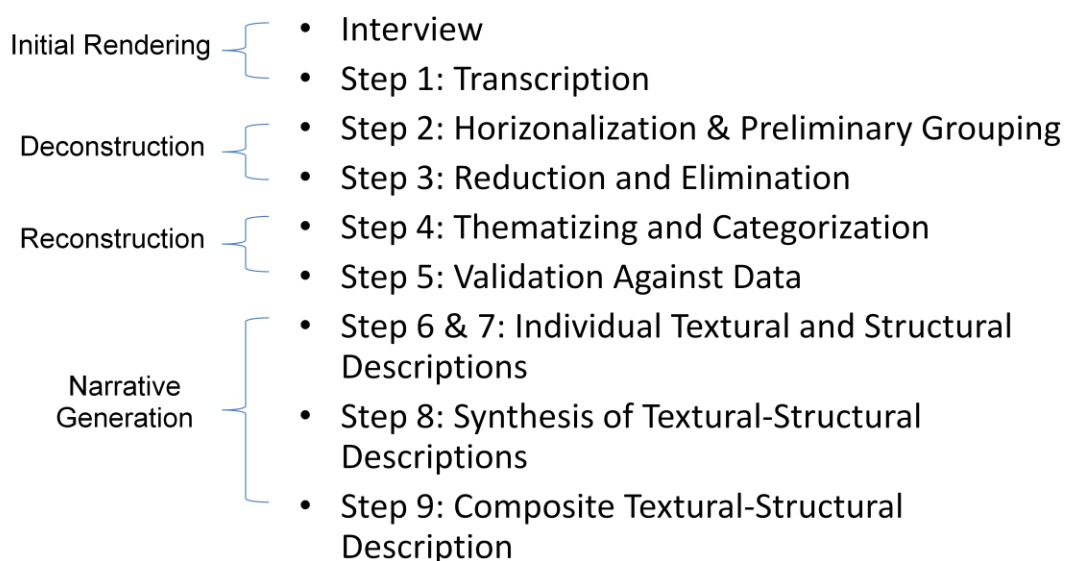 Initial Rendering
• Interview
• Step 1: Transcription
Deconstruction
• Step 2: Horizonalization & Preliminary Grouping
• Step 3: Reduction and Elimination
Reconstruction
• Step 4: Thematizing and Categorization
• Step 5: Validation Against Data
Narrative
Generation
• Step 6 & 7: Individual Textural and Structural
Descriptions
• Step 8: Synthesis of Textural-Structural
Descriptions
• Step 9: Composite Textural-Structural
Description